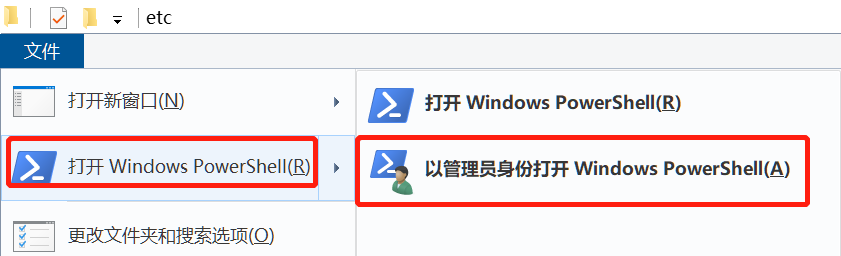 etc
文件
打开新窗口(N)
打开 Windows PowerShell(R)
更改文件夹和搜索选项(O)
打开 Windows PowerShell(R)
以管理员身份打开 Windows PowerShell(A)